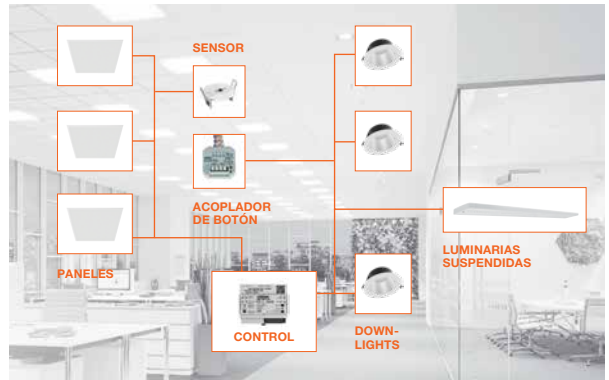 SENSOR
ACOPLADOR
DE BOTÓN
PANELES
LUMINARIAS
SUSPENDIDAS
CONTROL
DOWN-
LIGHTS